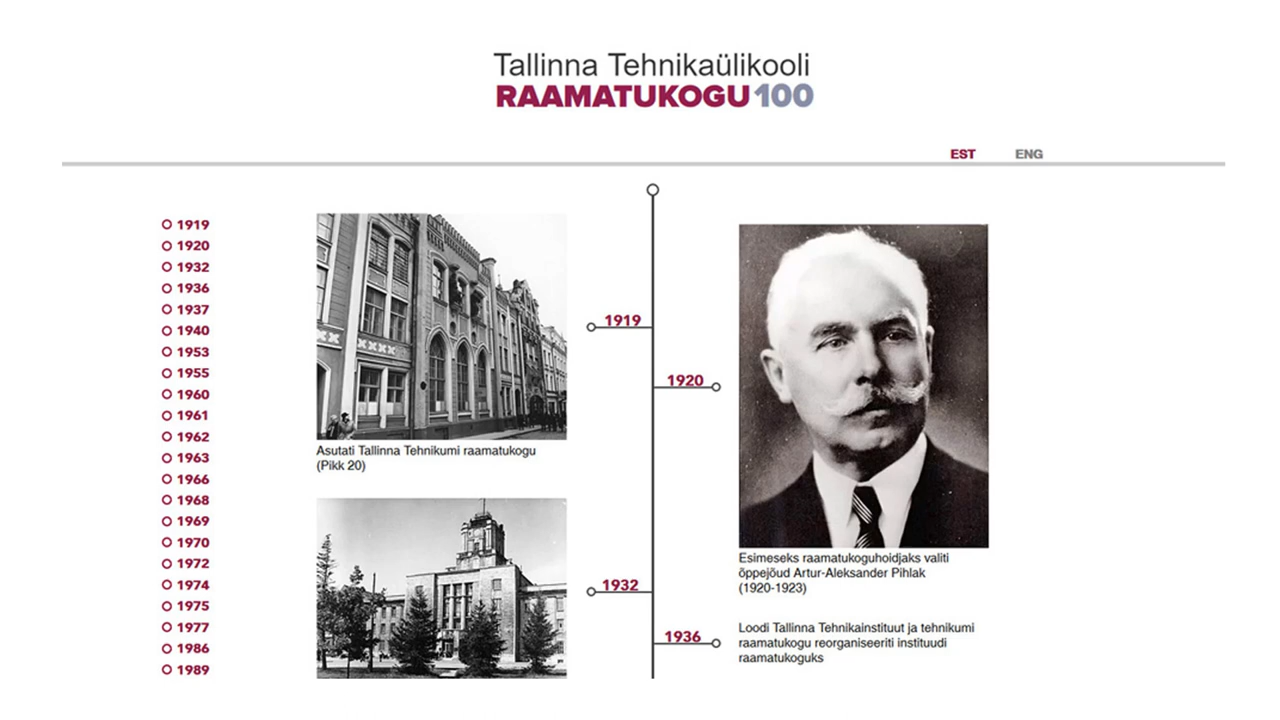 Tallinna Tehnikaülikooli
RAAMATUKOGU 100
EST ENG
1919
1920
1932
1936
1937
1940
1953
1955
1960
1961
1962
1963
1966
1968
1969
1970
1972
1974
1975
1977
1986
1989
1919
Asutati Tallinna Tehnikumi raamatukogu
(Pikk 20)
1920
Esimeseks raamatukoguhoidjaks valiti
õppejõud Artur-Aleksander Pihlak
(1920-1923)
1932
1936
Loodi Tallinna Tehnikainstituut ja tehnikumi
raamatukogu reorganiseeriti instituudi
raamatukoguks